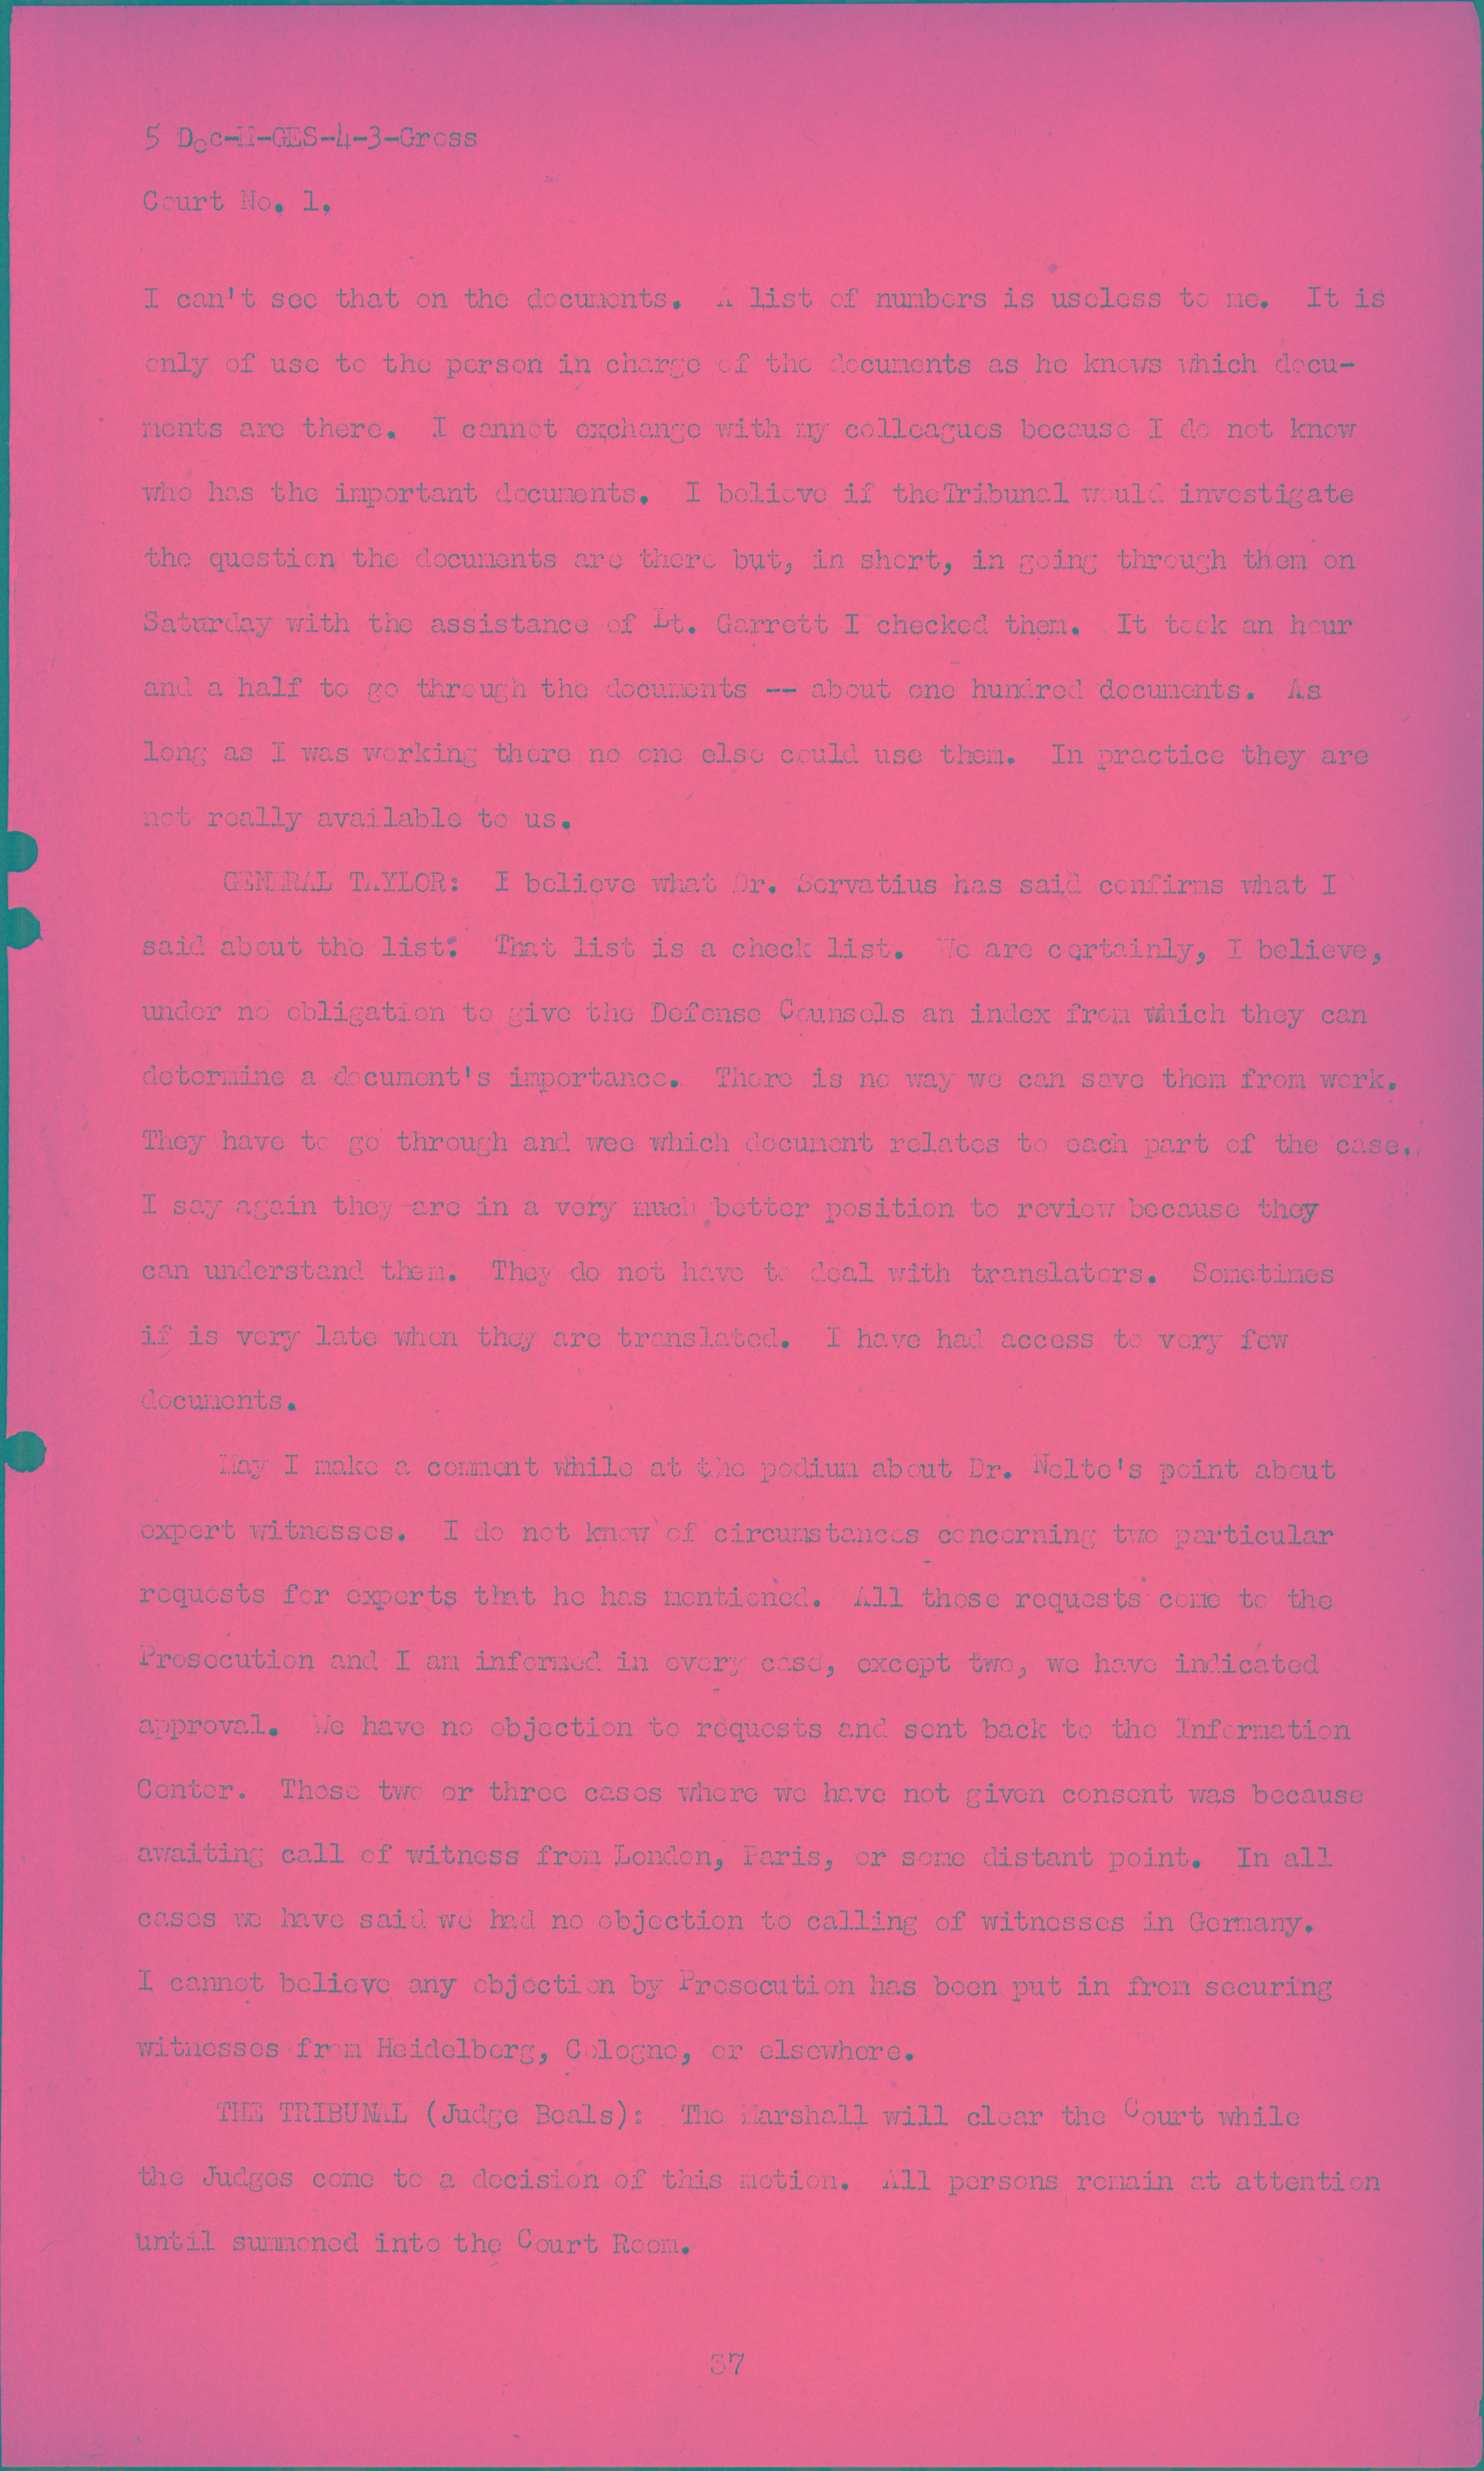 5 Doc-II-GES-4-3-Gross
Court No. 1.
I can't see that on the documents. A list of numbers is useless to me. It is
only of use to the person in charge of the documents as he knows which docu-
ments are there. I cannot exchange with my colleagues because I do not know
who has the important documents. I believe if theTribunal would investigate
the question the documents are there but, in short, in going through them on
Saturday with the assistance of Lt. Garrett I checked them. It took an hour
and a half to go through the documents -- about one hundred documents. As
long as I was working there no one else could use them. In practice they are
not really available to us.
GENERAL TAYLOR: I believe what Dr. Servatius has said confirms what I
said about the list: That list is a check list. We are certainly, I believe,
under no obligation to give the Defense Counsels an index from which they can
determine a document's importance. There is no way we can save them from work.
They have to go through and wee which document relates to each part of the case.
I say again they are in a very much better position to review because they
can understand them. They do not have to deal with translators. Sometimes
if is very late when they are translated. I have had access to very few
documents.
May I make a comment while at the podium about Dr. Nelte's point about
expert witnesses. I do not know of circumstances concerning two particular
requests for experts that he has mentioned. All those requests come to the
Prosecution and I am informed in every case, except two, we have indicated
approval. We have no objection to requests and sent back to the Information
Center. Those two or three cases where we have not given consent was because
awaiting call of witness from London, Paris, or some distant point. In all
cases we have said we had no objection to calling of witnesses in Germany.
I cannot believe any objection by Prosecution has been put in from securing
witnesses from Heidelberg, Cologne, or elsewhere.
THE TRIBUNAL (Judge Beals): The Marshall will clear the Court while
the Judges come to a decision of this motion. All persons remain at attention
until summoned into the Court Room.
37